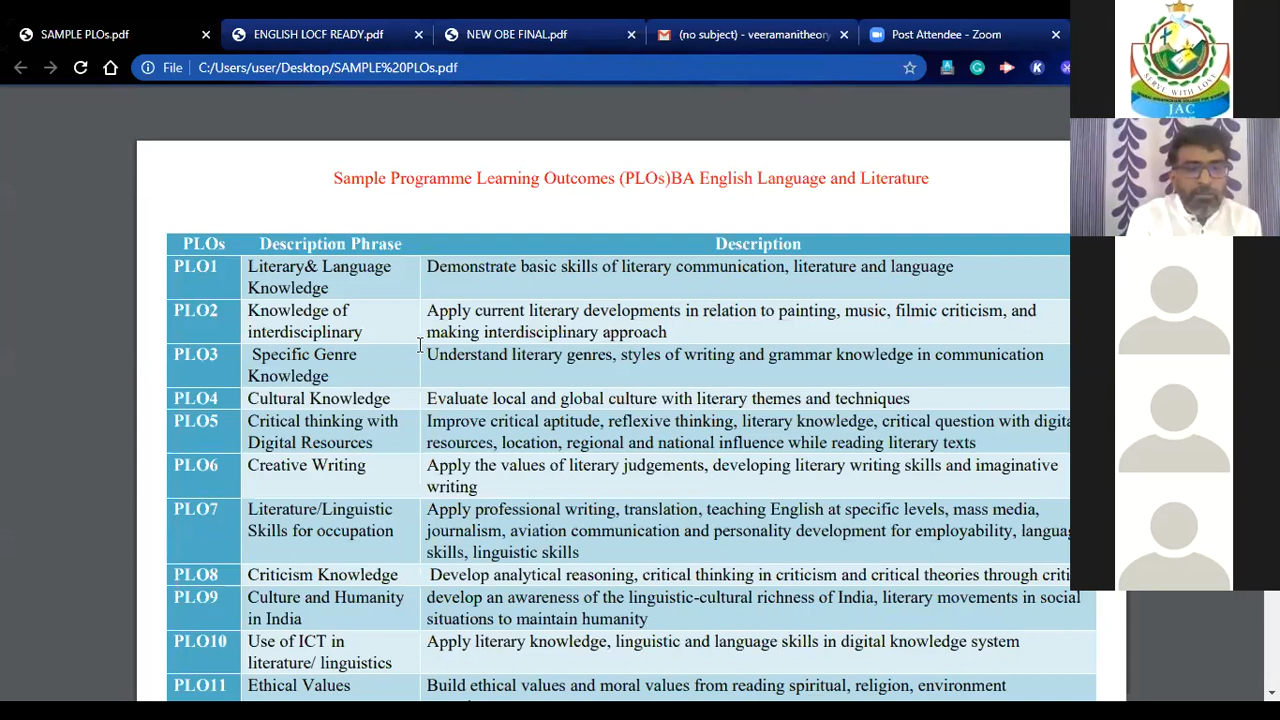 SAMPLE PLOs.pdf
ENGLISH LOCF READY.pdf
NEW OBE FINAL.pdf
(no subject) - veeramanitheory
Post Attendee - Zoom
File C:/Users/user/Desktop/SAMPLE%20PLOs.pdf
SERVE WITH LOVE
JAC
Sample Programme Learning Outcomes (PLOs)BA English Language and Literature
PLOs Description Phrase Description
PLO1 Literary& Language Demonstrate basic skills of literary communication, literature and language
Knowledge
PLO2 Knowledge of Apply current literary developments in relation to painting, music, filmic criticism, and
interdisciplinary making interdisciplinary approach
PLO3 Specific Genre Understand literary genres, styles of writing and grammar knowledge in communication
Knowledge
PLO4 Cultural Knowledge Evaluate local and global culture with literary themes and techniques
PLO5 Critical thinking with Improve critical aptitude, reflexive thinking, literary knowledge, critical question with digita
Digital Resources resources, location, regional and national influence while reading literary texts
PLO6 Creative Writing Apply the values of literary judgements, developing literary writing skills and imaginative
writing
PLO7 Literature/Linguistic Apply professional writing, translation, teaching English at specific levels, mass media,
Skills for occupation journalism, aviation communication and personality development for employability, languag
skills, linguistic skills
PLO8 Criticism Knowledge Develop analytical reasoning, critical thinking in criticism and critical theories through criti
PLO9 Culture and Humanity develop an awareness of the linguistic-cultural richness of India, literary movements in social
in India situations to maintain humanity
PLO10 Use of ICT in Apply literary knowledge, linguistic and language skills in digital knowledge system
literature/ linguistics
PLO11 Ethical Values Build ethical values and moral values from reading spiritual, religion, environment